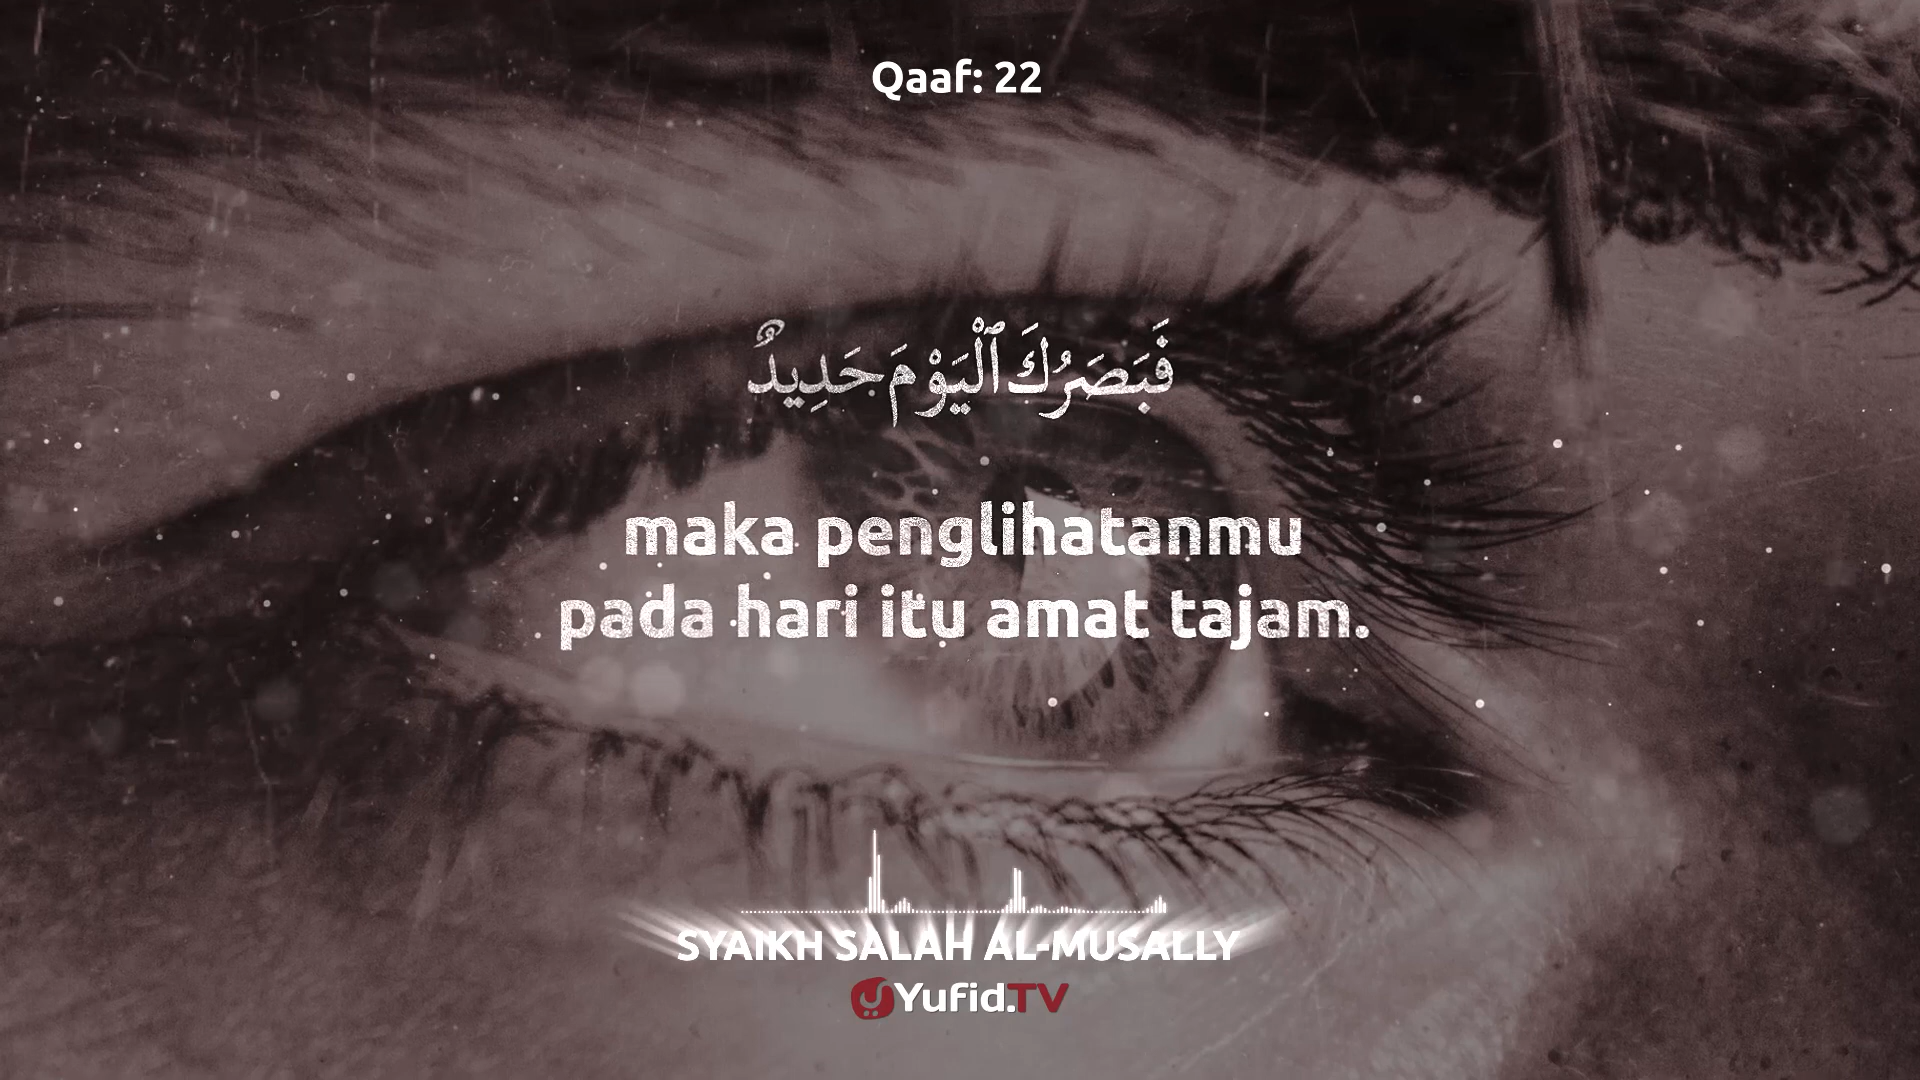 Qaaf: 22
فَبَصَرُكَ ٱلْيَوْمَ حَدِيدٌ
maka penglihatanmu
pada hari itu amat tajam.
SYAIKH SALAH AL-MUSALLY
Yufid.TV